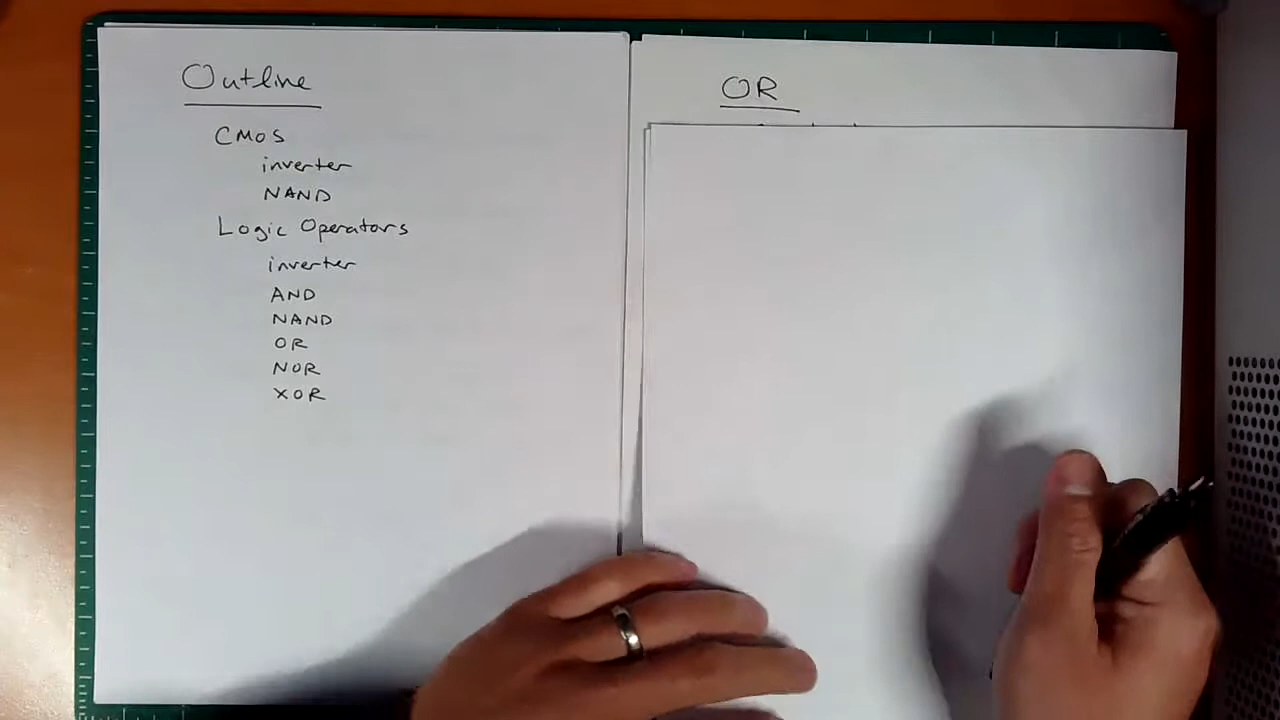 Outline
CMOS
inverter
NAND
Logic Operators
inverter
AND
NAND
OR
NOR
XOR
OR